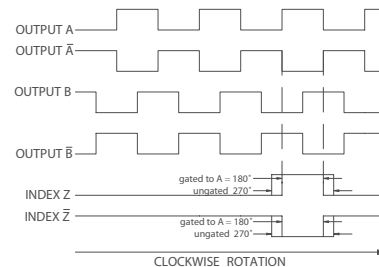 OUTPUT A
OUTPUT A̅
OUTPUT B
OUTPUT B̅
gated to A = 180°
ungated 270°
INDEX Z
INDEX Z̅
gated to A = 180°
ungated 270°
CLOCKWISE ROTATION